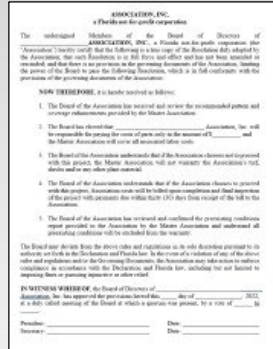 ASSOCIATION, INC.
a Florida not-for-profit corporation
The undersigned Members of the Board of Directors of
ASSOCIATION, INC., a Florida not-for-profit corporation (the
"Association") hereby certify that the following is a true copy of the Resolution duly adopted by
the Association, that such Resolution is in full force and effect and has not been amended or
rescinded, and that there is no provision in the governing documents of the Association, limiting
the power of the Board to pass the following Resolution, which is in full conformity with the
provisions of the governing documents of the Association.
NOW THEREFORE, it is hereby resolved as follows:
1. The Board of the Association has received and review the recommended pattern and
coverage enhancements provided by the Master Association.
2. The Board has elected that Association, Inc. will
be responsible for paying the costs of parts only in the amount of $ and
the Master Association will cover all associated labor costs.
3. The Board of the Association understands that if the Association chooses not to proceed
with this project, the Master Association will not warranty the Association's turf,
shrubs and or any other plant material.
4. The Board of the Association understands that if the Association chooses to proceed
with this project, Association costs will be billed upon completion and final inspection
of the project with payment due within thirty (30) days from receipt of the bill to the
Association.
5. The Board of the Association has reviewed and confirmed the preexisting conditions
report provided to the Association by the Master Association and understand all
preexisting conditions will be excluded from the warranty.
The Board may deviate from the above rules and regulations in its sole discretion pursuant to its
authority set forth in the Declaration and Florida law. In the event of a violation of any of the above
rules and regulations and/or the Governing Documents, the Association may take action to enforce
compliance in accordance with the Declaration and Florida law, including but not limited to
imposing fines or pursuing injunctive or other relief.
IN WITNESS WHEREOF, the Board of Directors of
Association, Inc. has approved the provisions hereof this day of , 2022,
at a duly called meeting of the Board at which a quorum was present, by a vote of to
President: Date:
Secretary: Date: